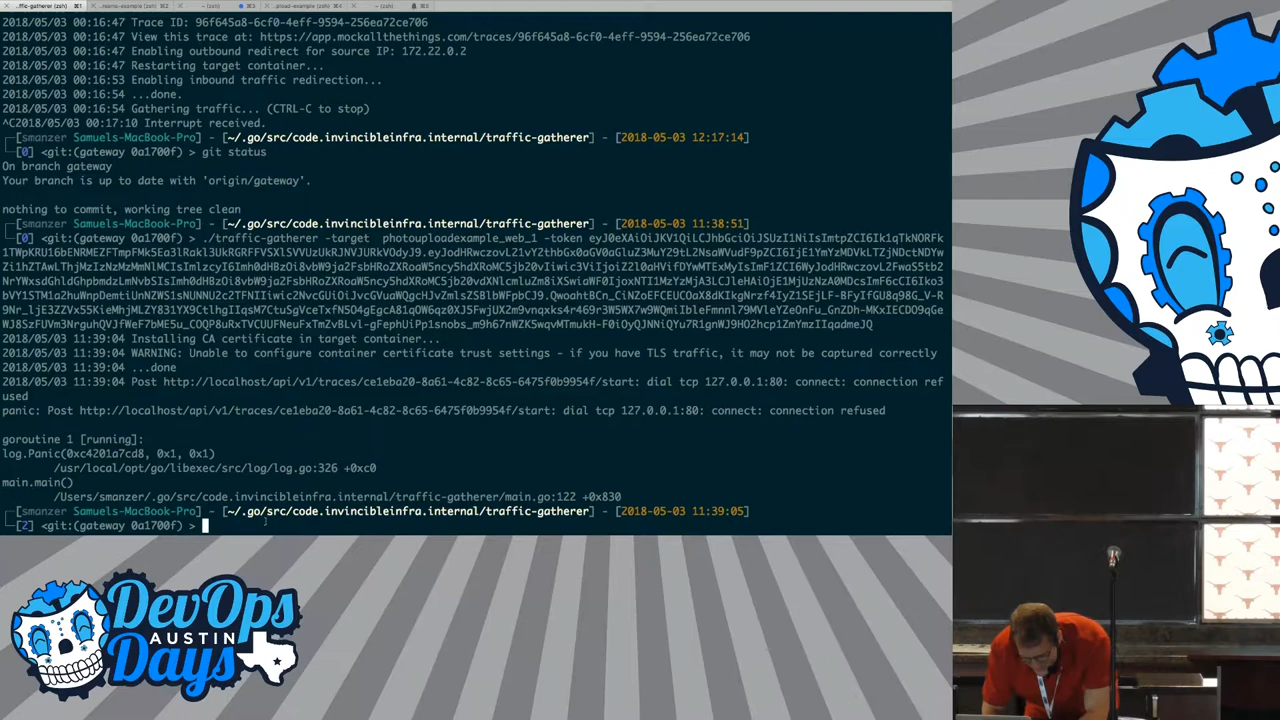 ..ffic-gatherer (zsh) ⌘1 ..reams-example (zsh) ⌘2 ~ (zsh) ⌘3 ..pload-example (zsh) ⌘4 ~ (zsh) ⌘5
2018/05/03 00:16:47 Trace ID: 96f645a8-6cf0-4eff-9594-256ea72ce706
2018/05/03 00:16:47 View this trace at: https://app.mockallthethings.com/traces/96f645a8-6cf0-4eff-9594-256ea72ce706
2018/05/03 00:16:47 Enabling outbound redirect for source IP: 172.22.0.2
2018/05/03 00:16:47 Restarting target container...
2018/05/03 00:16:53 Enabling inbound traffic redirection...
2018/05/03 00:16:54 ...done.
2018/05/03 00:16:54 Gathering traffic... (CTRL-C to stop)
^C2018/05/03 00:17:10 Interrupt received.
[smanzer Samuels-MacBook-Pro] - [~/.go/src/code.invincibleinfra.internal/traffic-gatherer] - [2018-05-03 12:17:14]
[0] <git:(gateway 0a1700f) > git status
On branch gateway
Your branch is up to date with 'origin/gateway'.
nothing to commit, working tree clean
[smanzer Samuels-MacBook-Pro] - [~/.go/src/code.invincibleinfra.internal/traffic-gatherer] - [2018-05-03 11:38:51]
[0] <git:(gateway 0a1700f) > ./traffic-gatherer -target photouploadexample_web_1 -token
2018/05/03 11:39:04 Installing CA certificate in target container...
2018/05/03 11:39:04 WARNING: Unable to configure container certificate trust settings - if you have TLS traffic, it may not be captured correctly
2018/05/03 11:39:04 ...done
2018/05/03 11:39:04 Post http://localhost/api/v1/traces/ce1eba20-8a61-4c82-8c65-6475f0b9954f/start: dial tcp 127.0.0.1:80: connect: connection ref
used
panic: Post http://localhost/api/v1/traces/ce1eba20-8a61-4c82-8c65-6475f0b9954f/start: dial tcp 127.0.0.1:80: connect: connection refused
goroutine 1 [running]:
log.Panic(0xc4201a7cd8, 0x1, 0x1)
/usr/local/opt/go/libexec/src/log/log.go:326 +0xc0
main.main()
/Users/smanzer/.go/src/code.invincibleinfra.internal/traffic-gatherer/main.go:122 +0x830
[smanzer Samuels-MacBook-Pro] - [~/.go/src/code.invincibleinfra.internal/traffic-gatherer] - [2018-05-03 11:39:05]
[2] <git:(gateway 0a1700f) >
DevOps
AUSTIN
Days